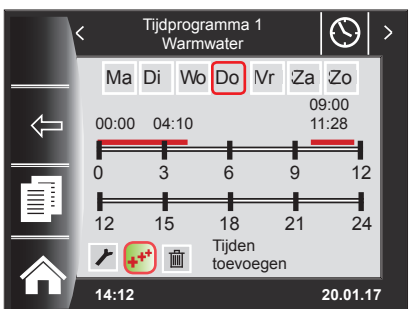 Tijdprogramma 1
Warmwater
Ma Di Wo Do Vr Za Zo
09:00
00:00 04:10 11:28
0 3 6 9 12
12 15 18 21 24
Tijden
toevoegen
14:12 20.01.17